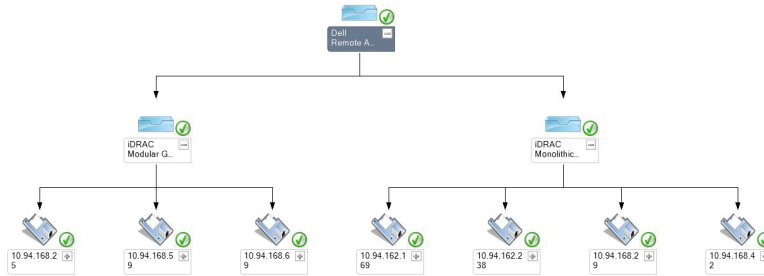 Dell
Remote A..
iDRAC
Modular G..
iDRAC
Monolithic..
10.94.168.2
5
10.94.168.5
9
10.94.168.6
9
10.94.162.1
69
10.94.162.2
38
10.94.168.2
9
10.94.168.4
2